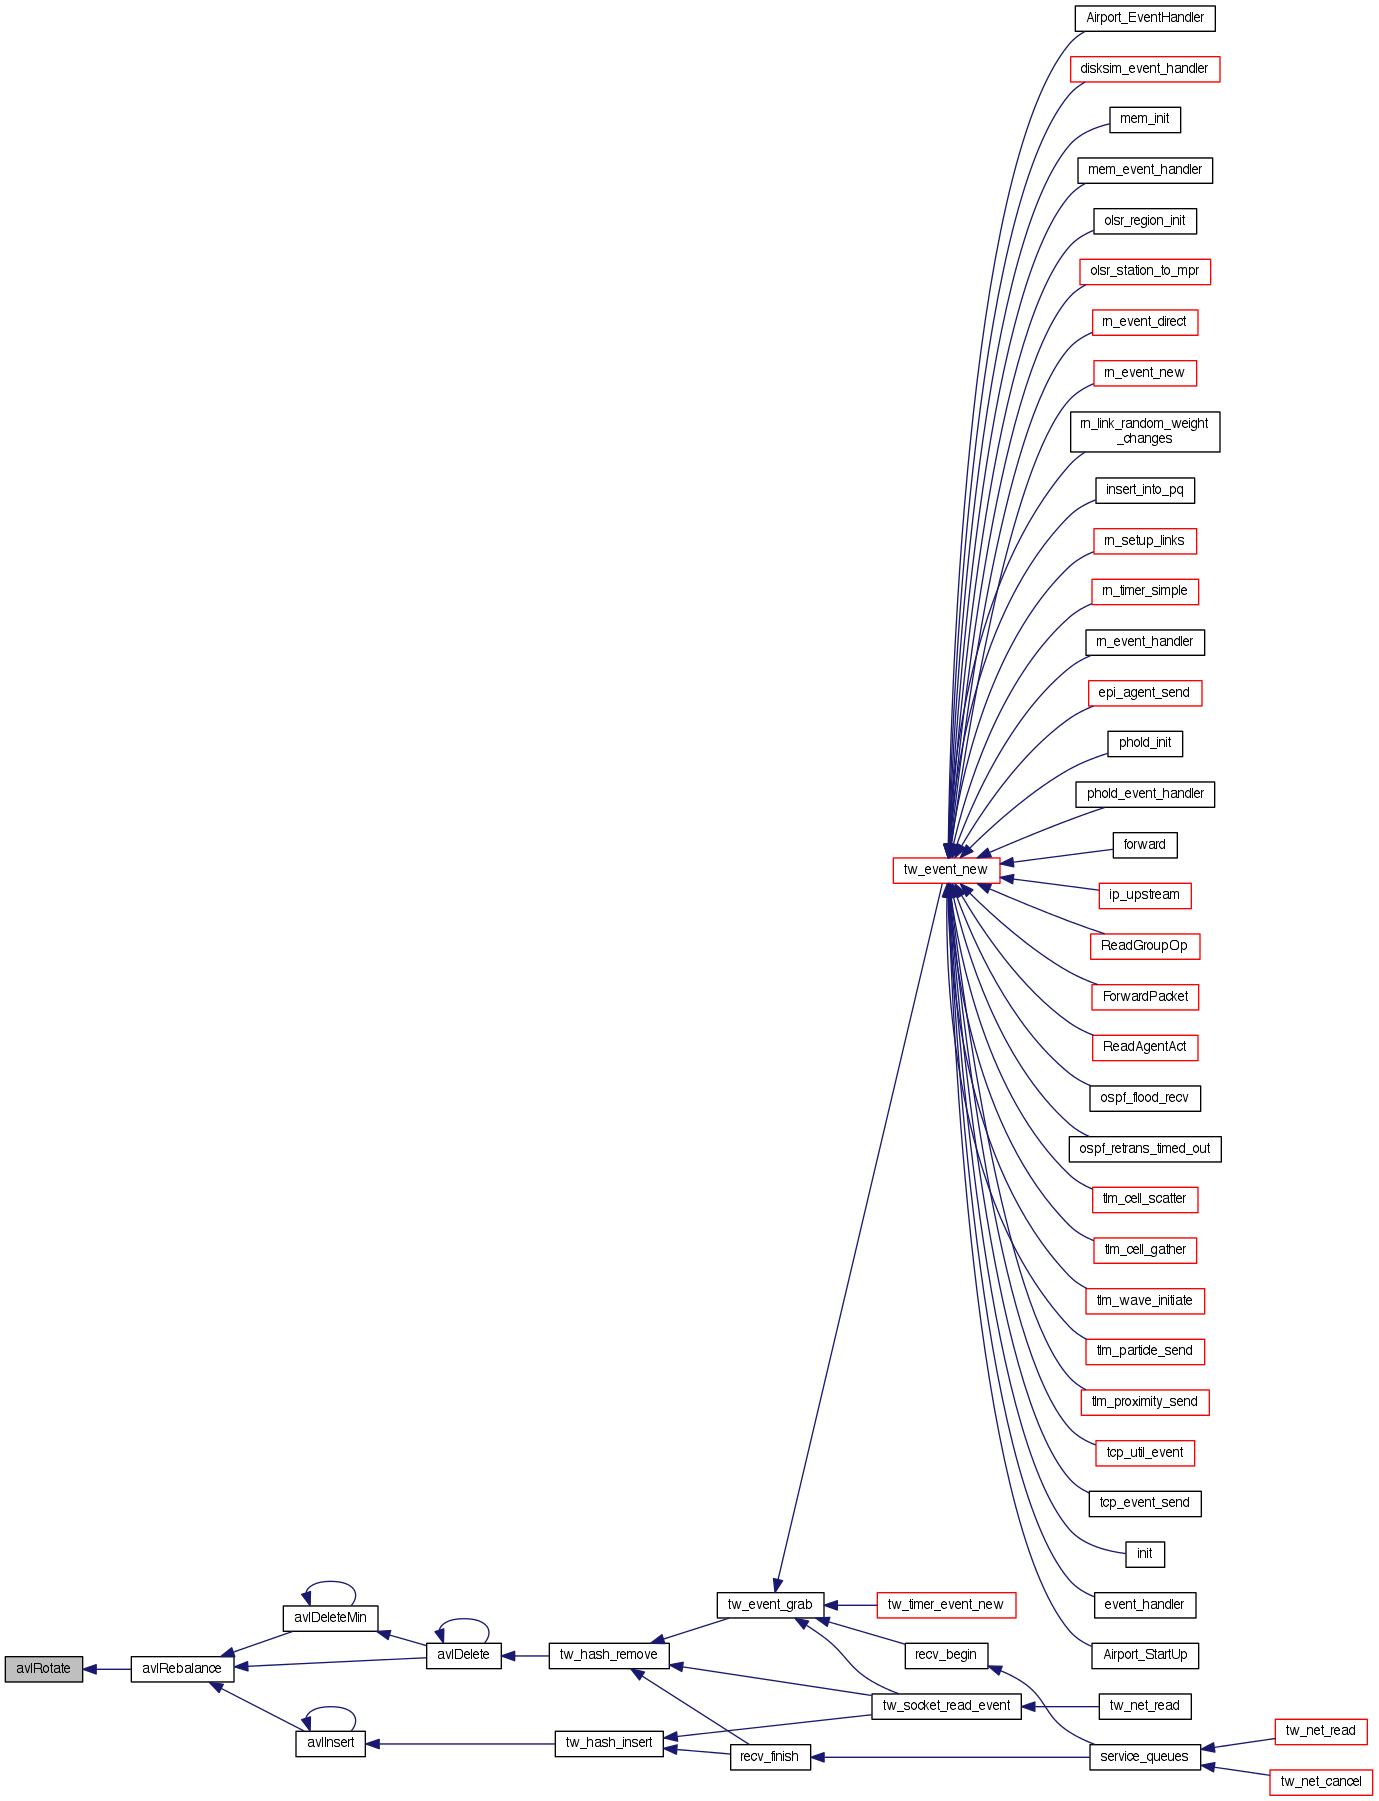 Airport_EventHandler
disksim_event_handler
mem_init
mem_event_handler
olsr_region_init
olsr_station_to_mpr
rn_event_direct
rn_event_new
rn_link_random_weight
_changes
insert_into_pq
rn_setup_links
rn_timer_simple
rn_event_handler
epi_agent_send
phold_init
phold_event_handler
forward
tw_event_new
ip_upstream
ReadGroupOp
ForwardPacket
ReadAgentAct
ospf_flood_recv
ospf_retrans_timed_out
tlm_cell_scatter
tlm_cell_gather
tlm_wave_initiate
tlm_particle_send
tlm_proximity_send
tcp_util_event
tcp_event_send
init
event_handler
tw_event_grab
tw_timer_event_new
avlDeleteMin
avlDelete
tw_hash_remove
recv_begin
Airport_StartUp
avlRotate
avlRebalance
tw_socket_read_event
tw_net_read
avlInsert
tw_hash_insert
recv_finish
service_queues
tw_net_read
tw_net_cancel